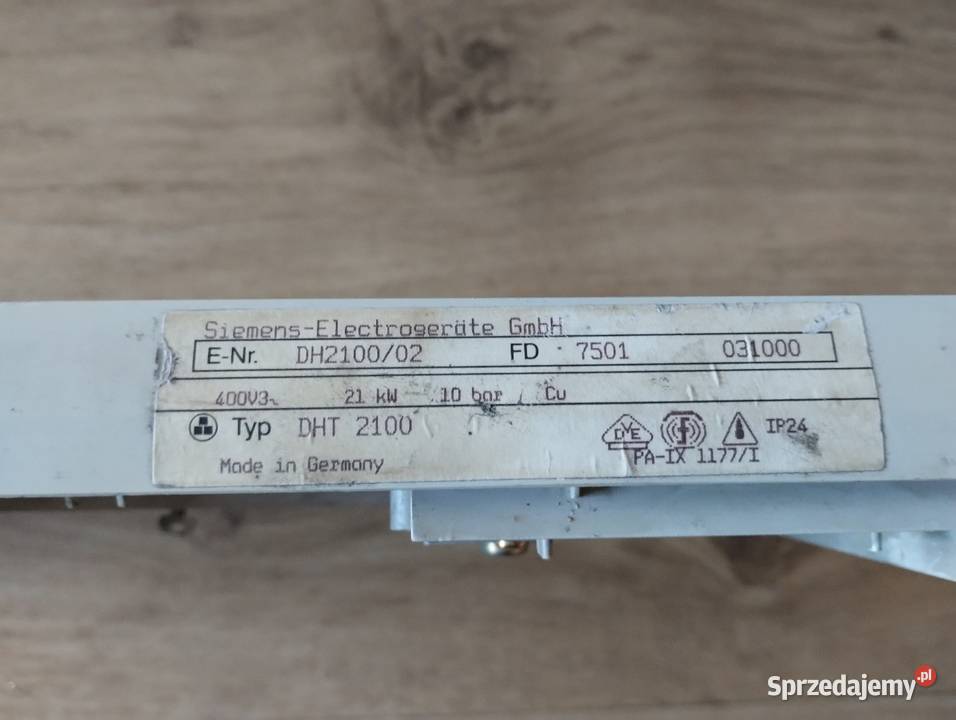 Siemens-Electrogeräte GmbH
E-Nr. DH2100/02 FD 7501 031000
400V3~ 21 kW 10 bar, Cu
Typ DHT 2100
DVE IP24
PA-IX 1177/I
Made in Germany
Sprzedajemy.pl